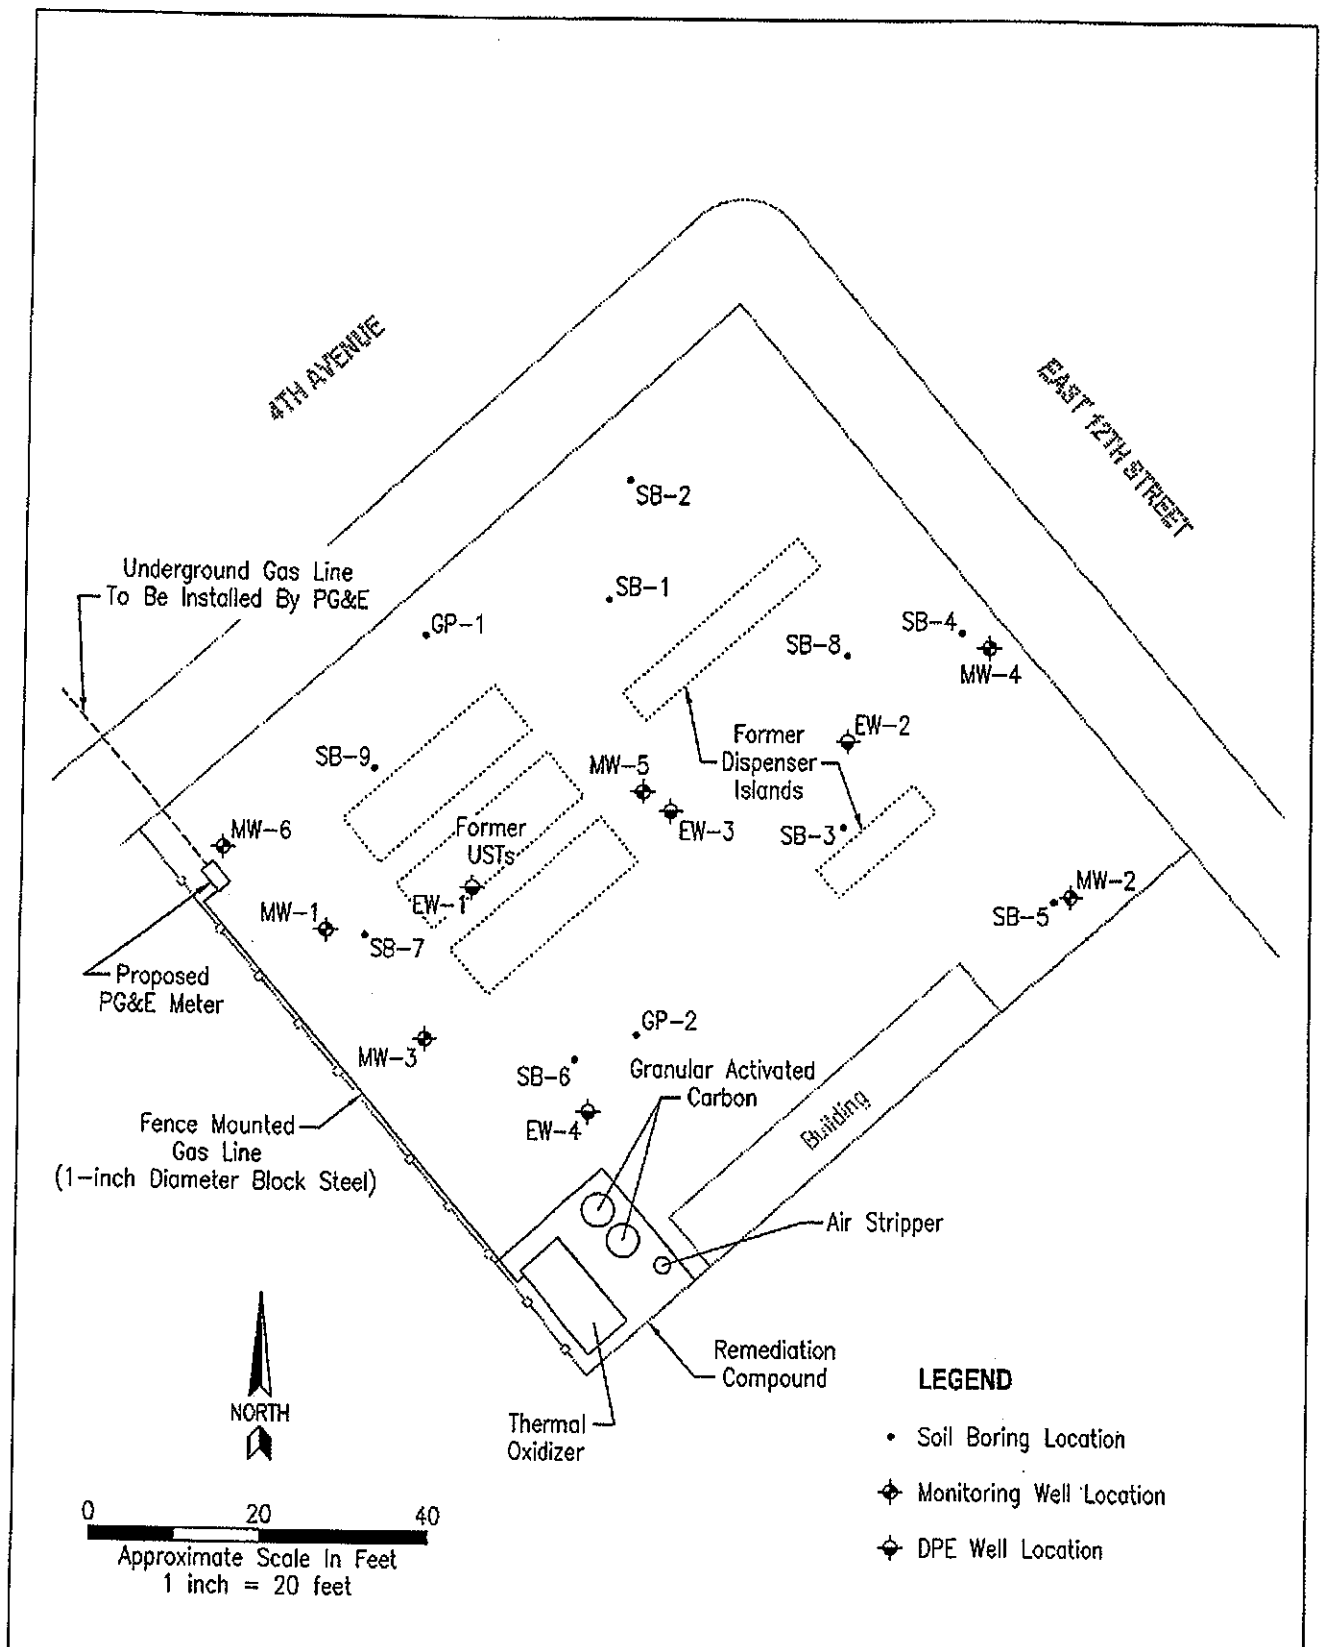 4TH AVENUE
EAST 12TH STREET
SB-2
Underground Gas Line
To Be Installed By PG&E
SB-1
GP-1
SB-4
SB-8
MW-4
EW-2
Former
Dispenser
Islands
SB-9
MW-5
EW-3
SB-3
MW-6
Former
USTs
EW-1
MW-2
SB-5
MW-1
SB-7
Proposed
PG&E Meter
GP-2
MW-3
SB-6
Granular Activated
Carbon
EW-4
Building
Fence Mounted
Gas Line
(1-inch Diameter Block Steel)
Air Stripper
Remediation
Compound
Thermal
Oxidizer
NORTH
LEGEND
Soil Boring Location
Monitoring Well Location
DPE Well Location
0 20 40
Approximate Scale In Feet
1 inch = 20 feet